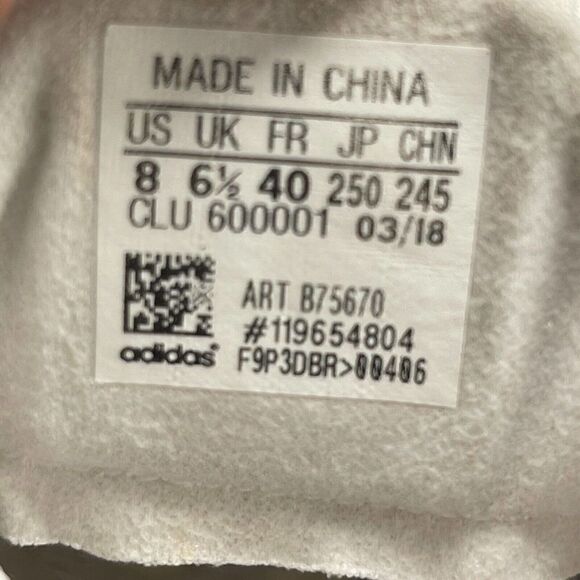 MADE IN CHINA
US UK FR JP CHN
8 6½ 40 250 245
CLU 600001 03/18
ART B75670
#119654804
adidas F9P3DBR>00406